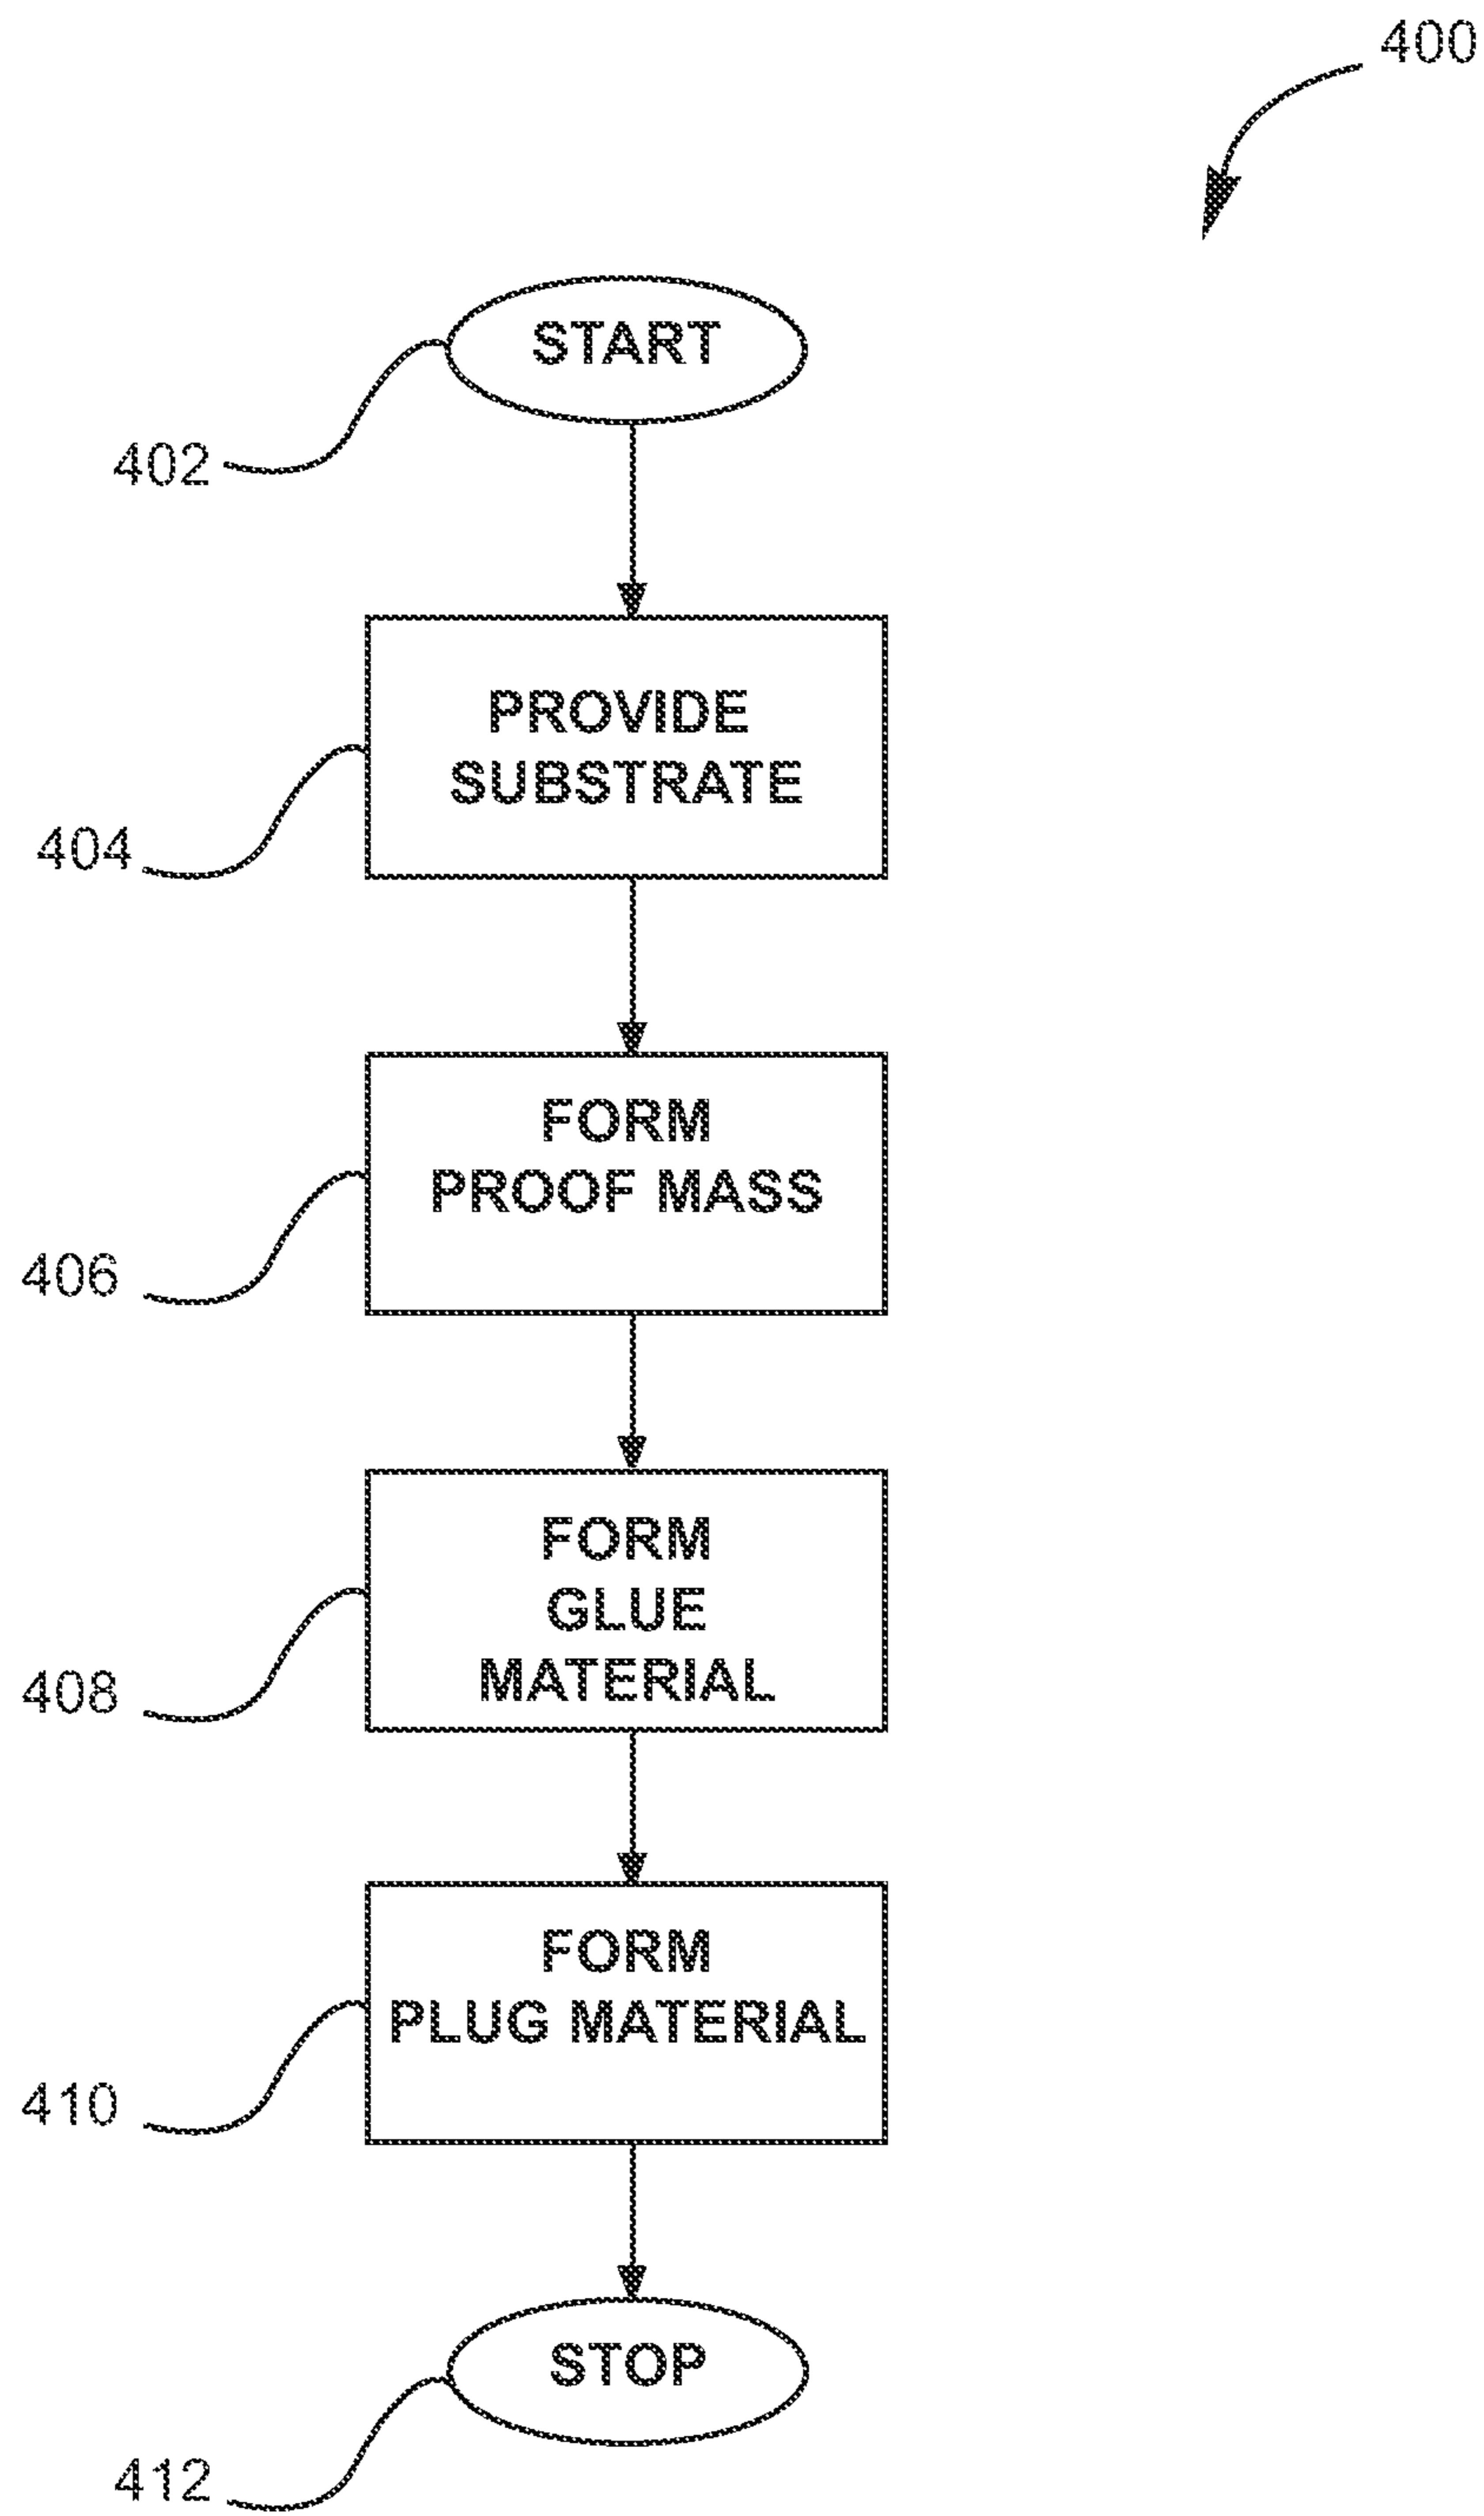 400
START
402
PROVIDE
SUBSTRATE
404
FORM
PROOF MASS
406
FORM
GLUE
MATERIAL
408
FORM
PLUG MATERIAL
410
STOP
412